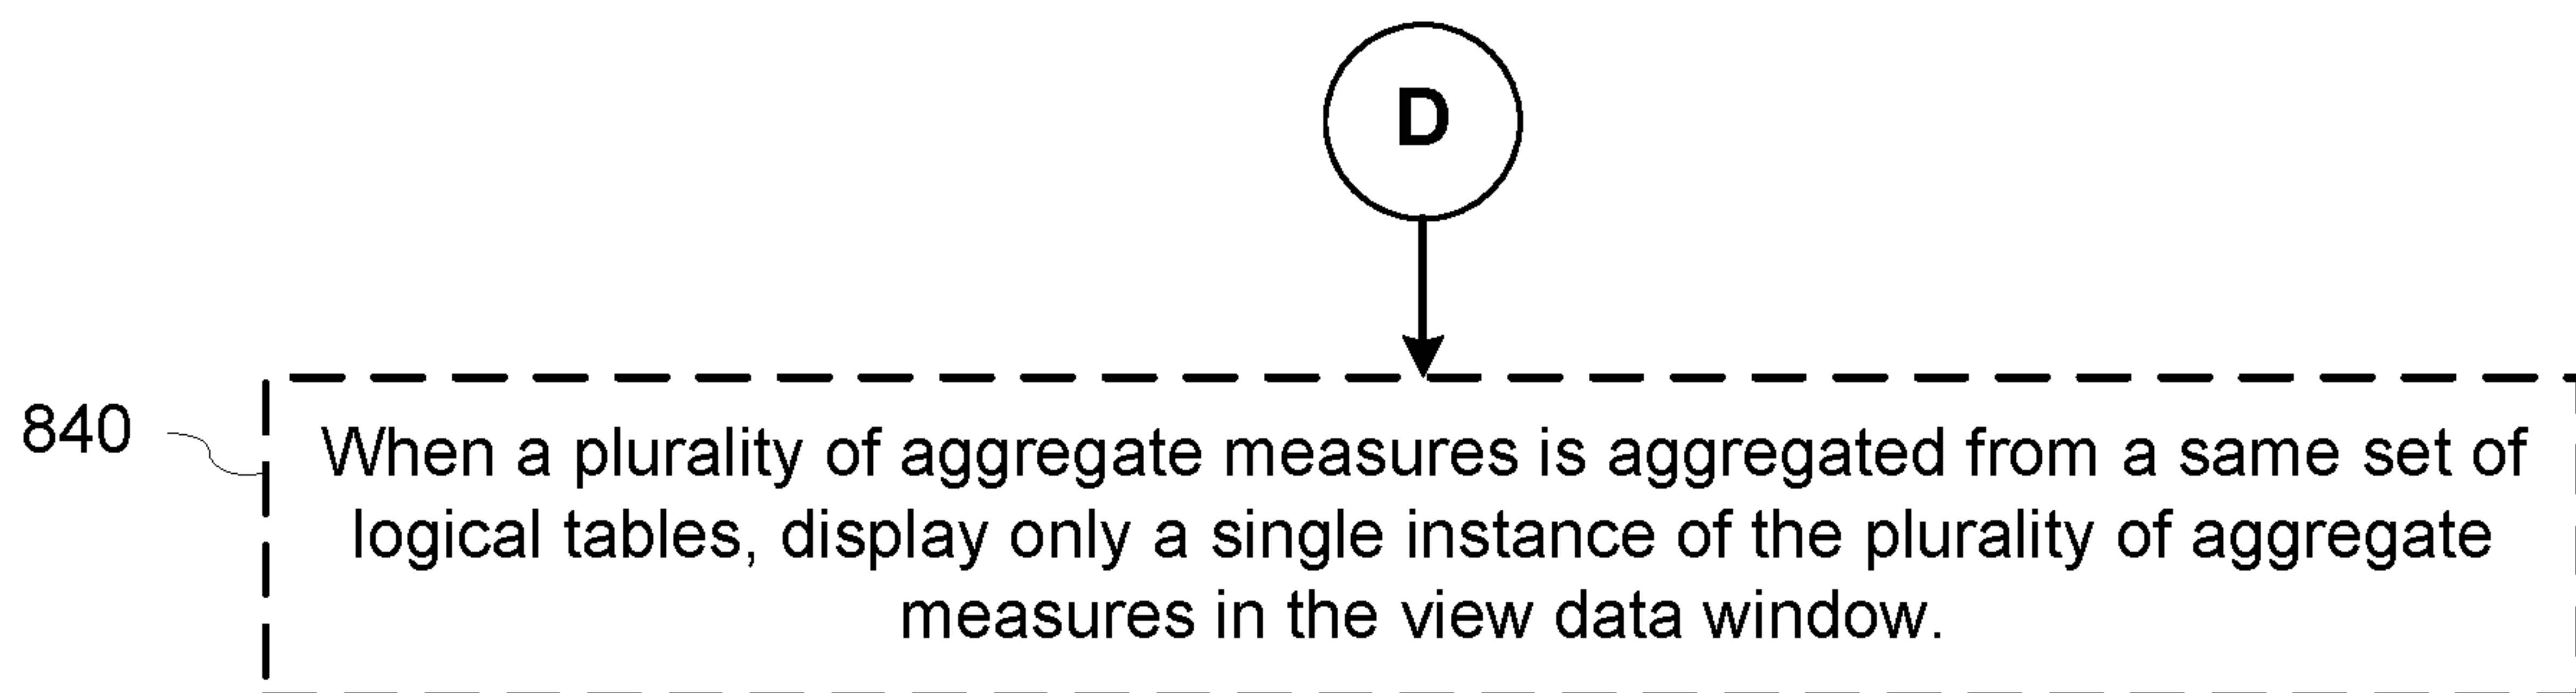 D
840
When a plurality of aggregate measures is aggregated from a same set of
logical tables, display only a single instance of the plurality of aggregate
measures in the view data window.